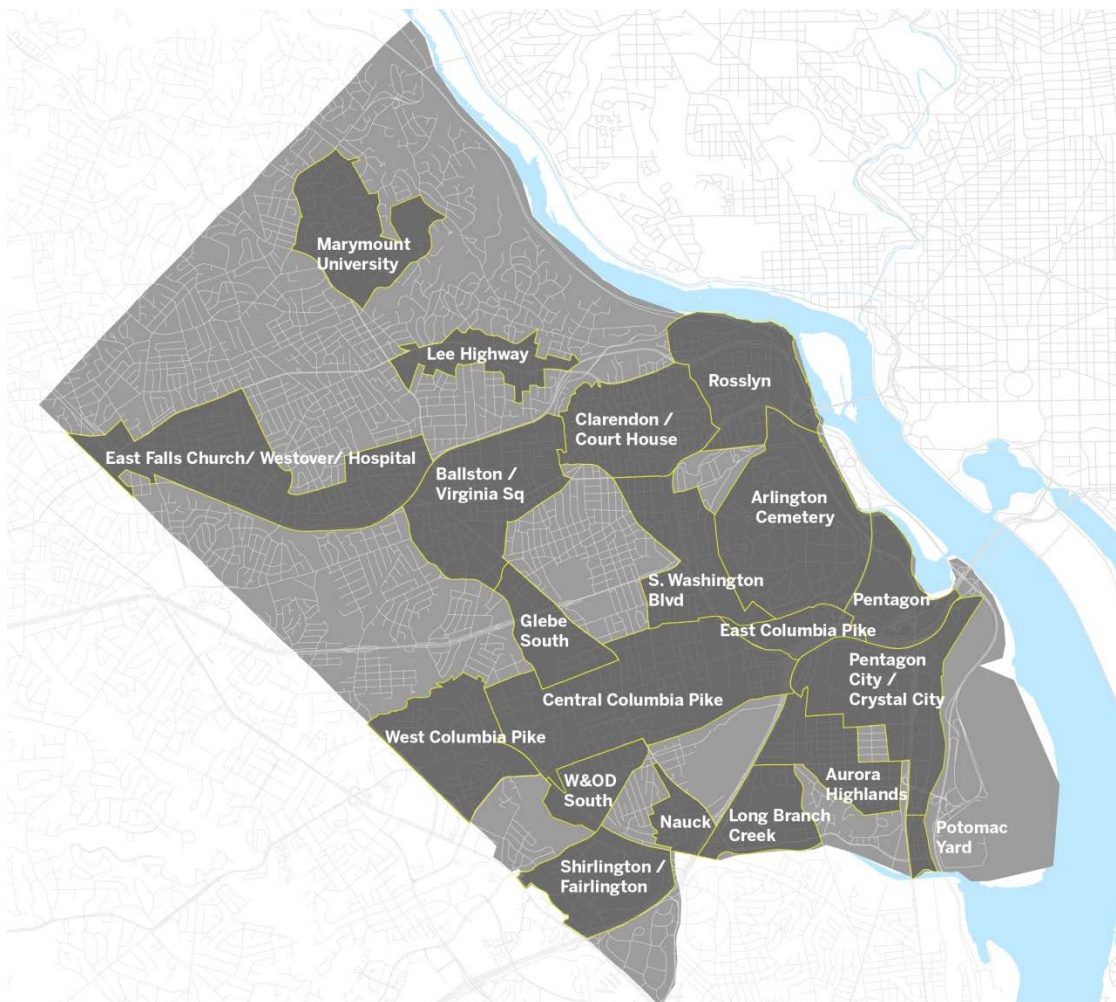 Marymount
University
Lee Highway
Rosslyn
Clarendon /
Court House
East Falls Church/ Westover/ Hospital
Ballston /
Virginia Sq
Arlington
Cemetery
S. Washington
Blvd
Pentagon
Glebe
South
East Columbia Pike
Pentagon
City /
Crystal City
Central Columbia Pike
West Columbia Pike
W&OD
South
Aurora
Highlands
Nauck
Long Branch
Creek
Potomac
Yard
Shirlington /
Fairlington